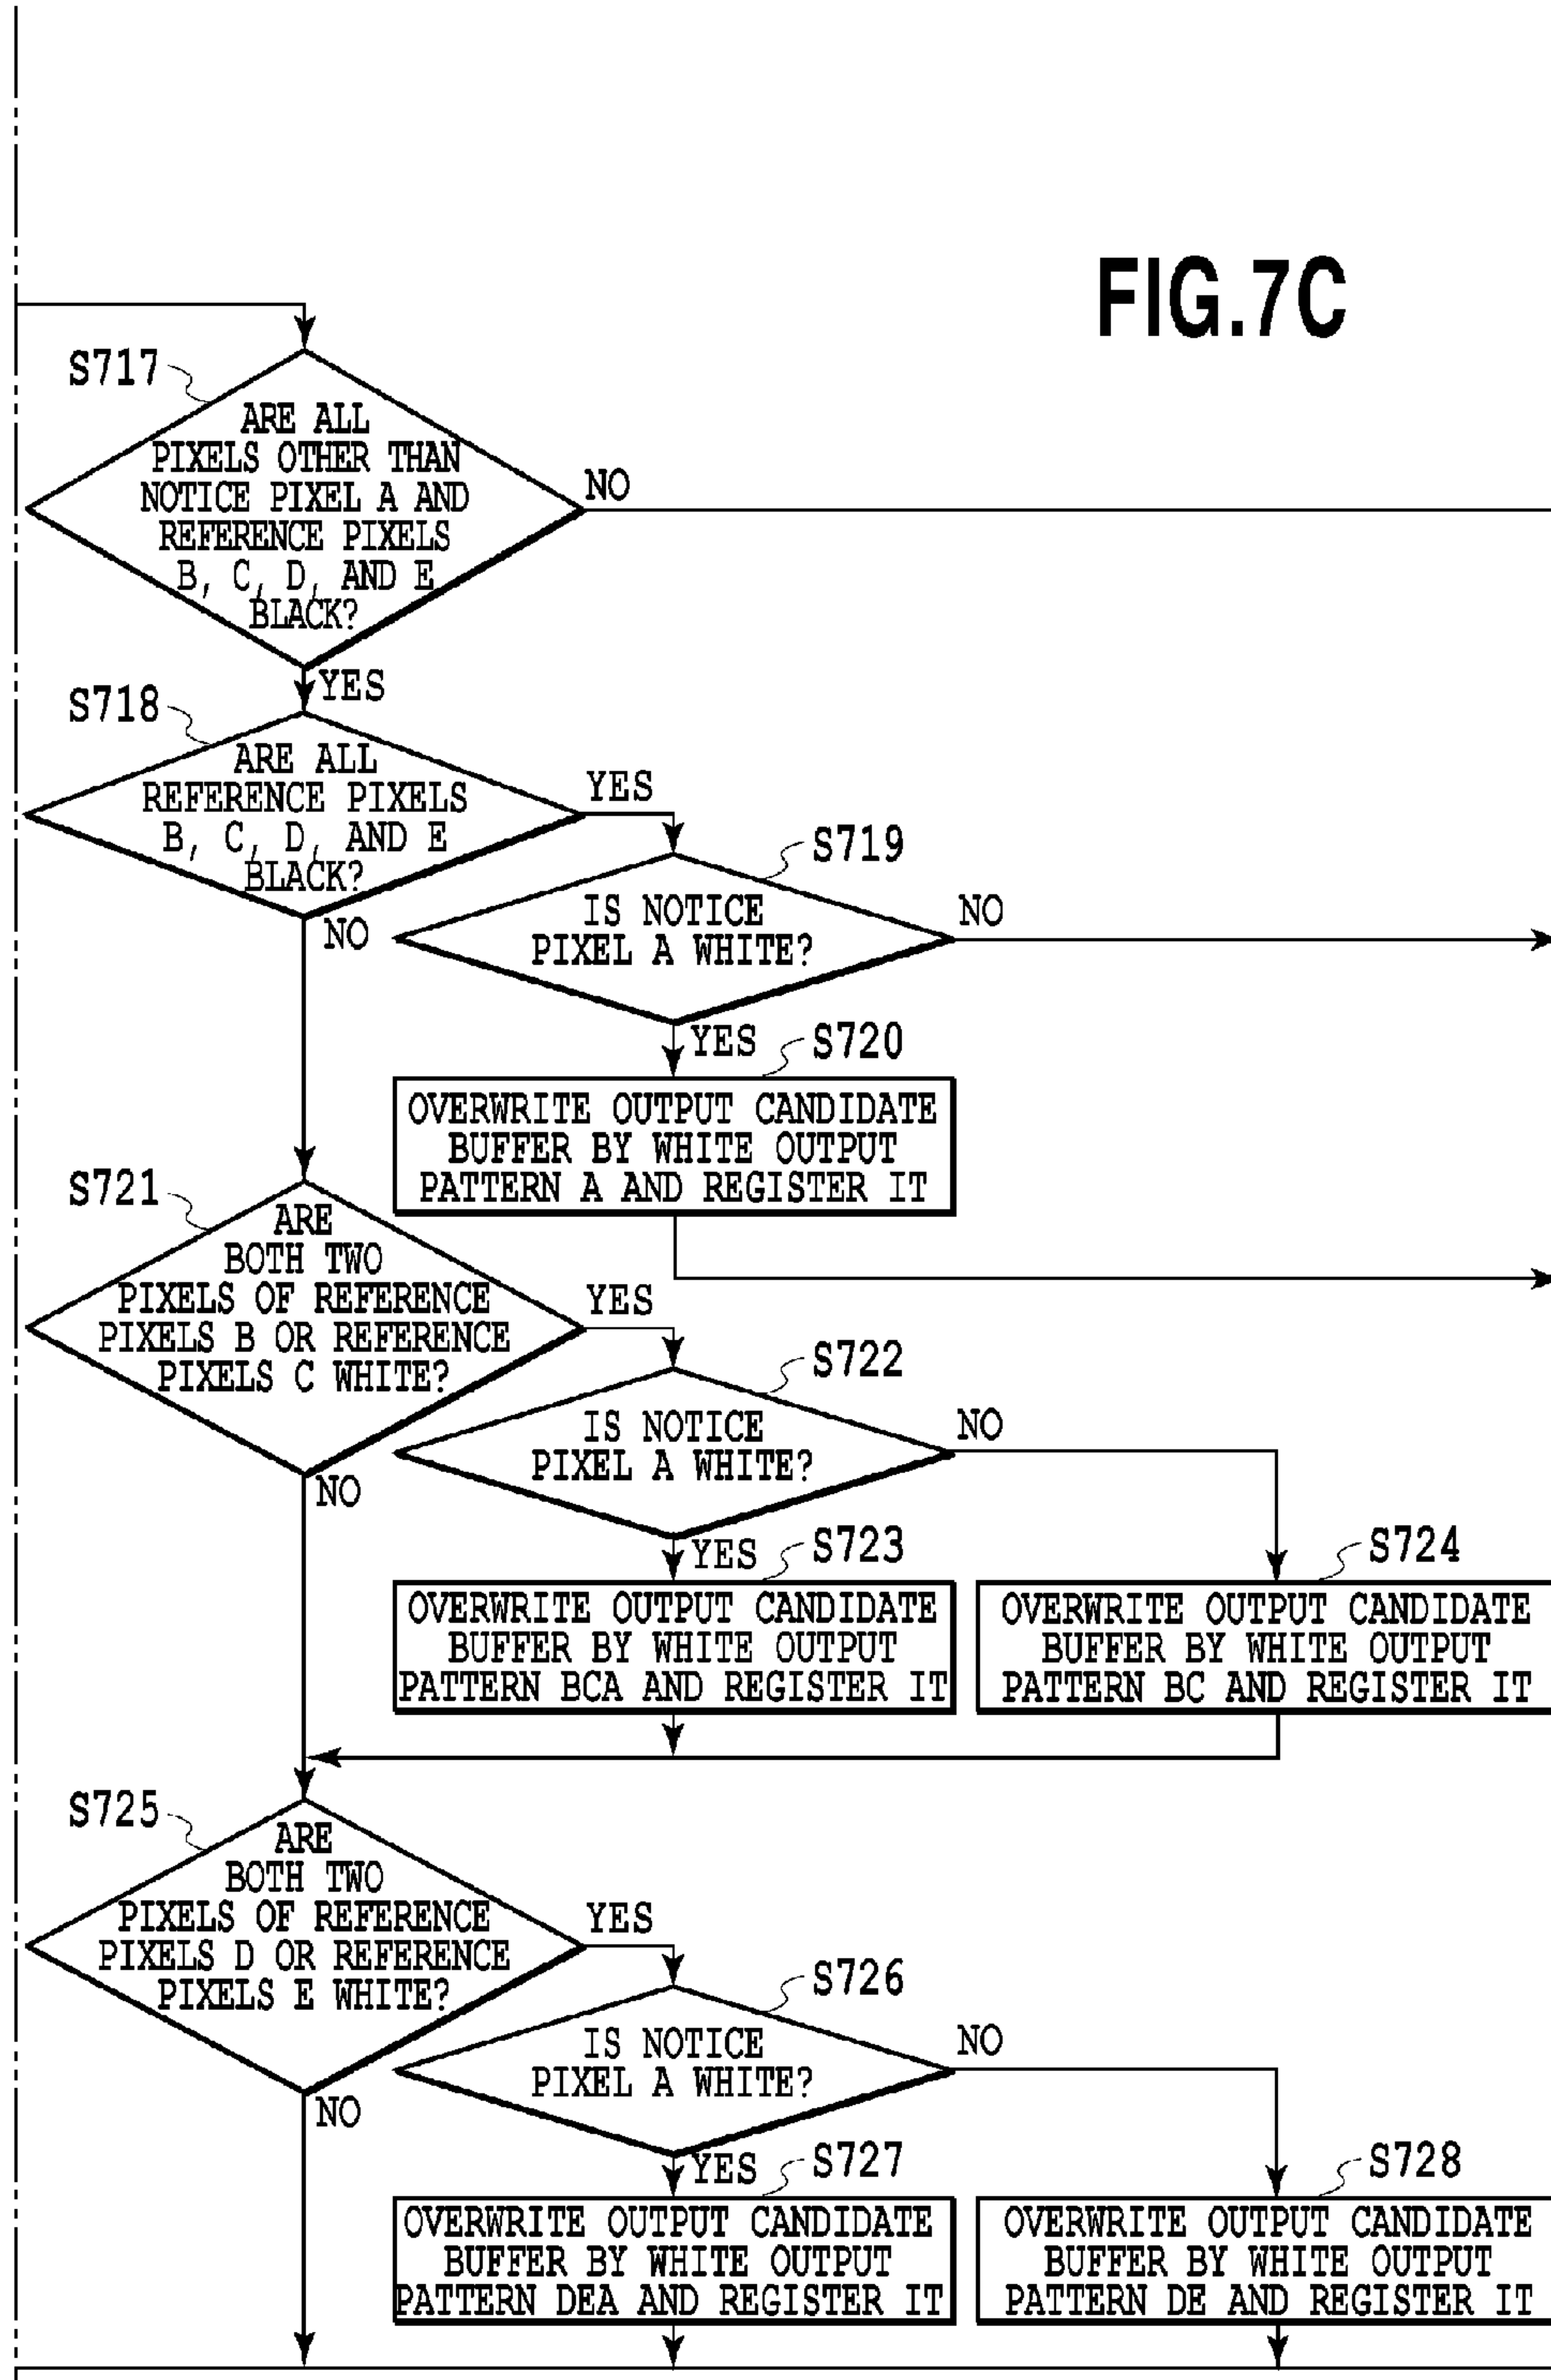 FIG.7C
S717
ARE ALL
PIXELS OTHER THAN
NOTICE PIXEL A AND
REFERENCE PIXELS
B, C, D, AND E
BLACK?
NO
YES
S718
ARE ALL
REFERENCE PIXELS
B, C, D, AND E
BLACK?
YES
NO
S719
IS NOTICE
PIXEL A WHITE?
NO
YES
S720
OVERWRITE OUTPUT CANDIDATE
BUFFER BY WHITE OUTPUT
PATTERN A AND REGISTER IT
S721
ARE
BOTH TWO
PIXELS OF REFERENCE
PIXELS B OR REFERENCE
PIXELS C WHITE?
YES
NO
S722
IS NOTICE
PIXEL A WHITE?
NO
YES
S723
OVERWRITE OUTPUT CANDIDATE
BUFFER BY WHITE OUTPUT
PATTERN BCA AND REGISTER IT
S724
OVERWRITE OUTPUT CANDIDATE
BUFFER BY WHITE OUTPUT
PATTERN BC AND REGISTER IT
S725
ARE
BOTH TWO
PIXELS OF REFERENCE
PIXELS D OR REFERENCE
PIXELS E WHITE?
YES
NO
S726
IS NOTICE
PIXEL A WHITE?
NO
YES
S727
OVERWRITE OUTPUT CANDIDATE
BUFFER BY WHITE OUTPUT
PATTERN DEA AND REGISTER IT
S728
OVERWRITE OUTPUT CANDIDATE
BUFFER BY WHITE OUTPUT
PATTERN DE AND REGISTER IT